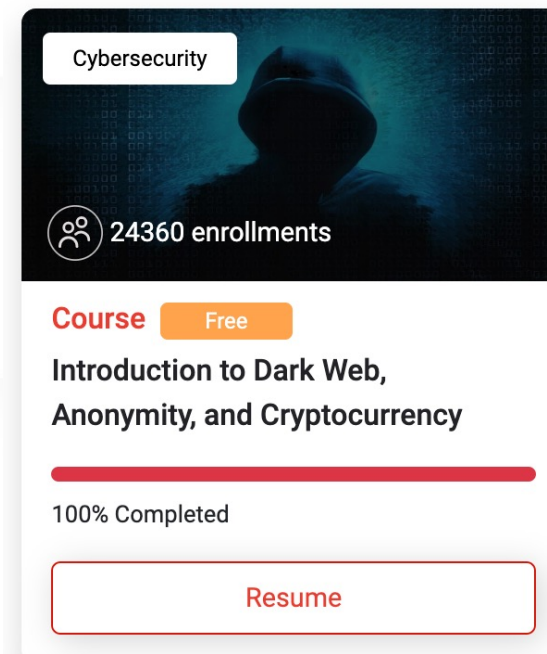 Cybersecurity
24360 enrollments
Course Free
Introduction to Dark Web,
Anonymity, and Cryptocurrency
100% Completed
Resume